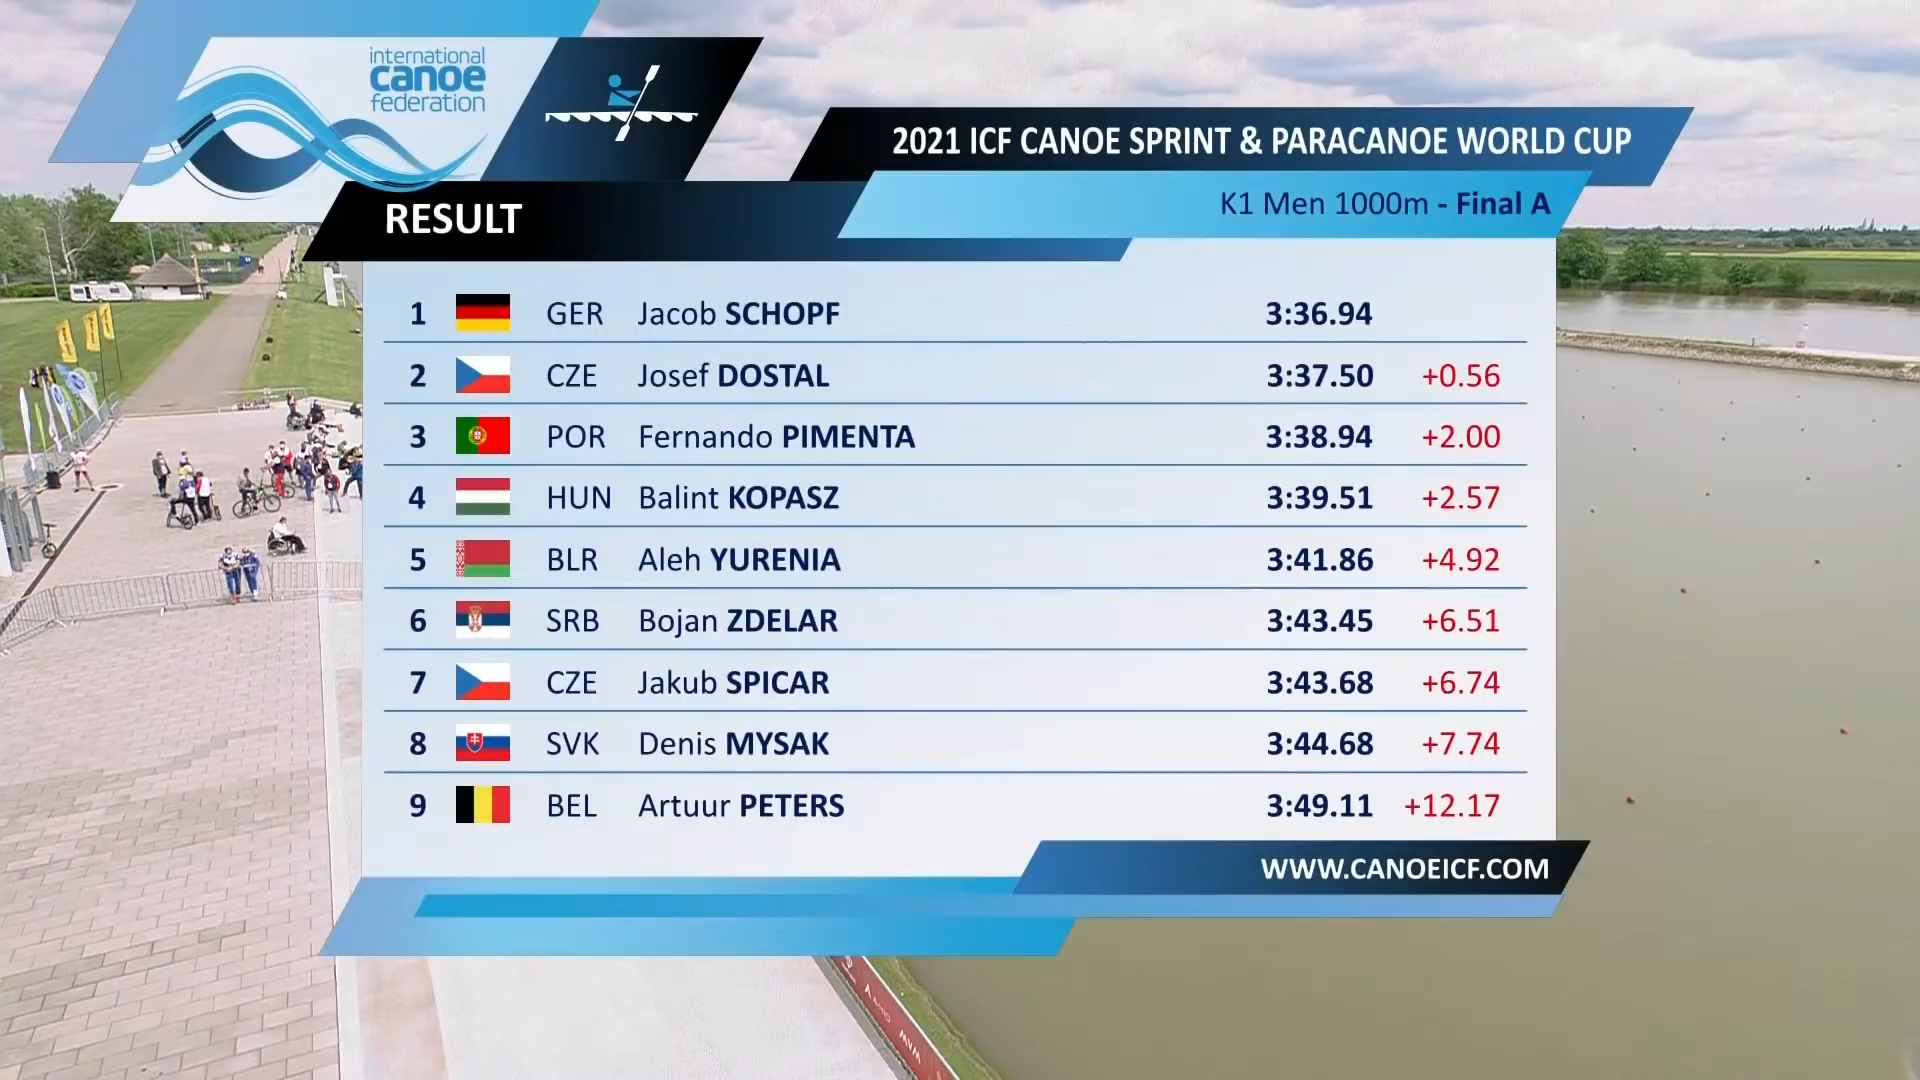 international
canoe
federation
2021 ICF CANOE SPRINT & PARACANOE WORLD CUP
K1 Men 1000m - Final A
RESULT
1 GER Jacob SCHOPF 3:36.94
2 CZE Josef DOSTAL 3:37.50 +0.56
3 POR Fernando PIMENTA 3:38.94 +2.00
4 HUN Balint KOPASZ 3:39.51 +2.57
5 BLR Aleh YURENIA 3:41.86 +4.92
6 SRB Bojan ZDELAR 3:43.45 +6.51
7 CZE Jakub SPICAR 3:43.68 +6.74
8 SVK Denis MYSAK 3:44.68 +7.74
9 BEL Artuur PETERS 3:49.11 +12.17
WWW.CANOEICF.COM
MVM